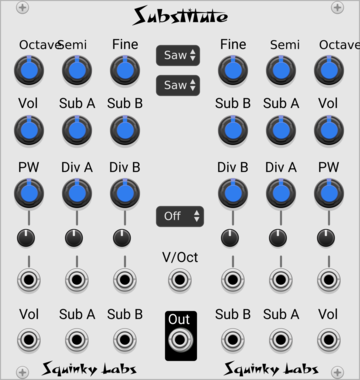 Substitute
Octave Semi Fine Saw Fine Semi Octave
Saw
Vol Sub A Sub B Sub B Sub A Vol
PW Div A Div B Div B Div A PW
Off
V/Oct
Vol Sub A Sub B Out Sub B Sub A Vol
Squinky Labs Squinky Labs